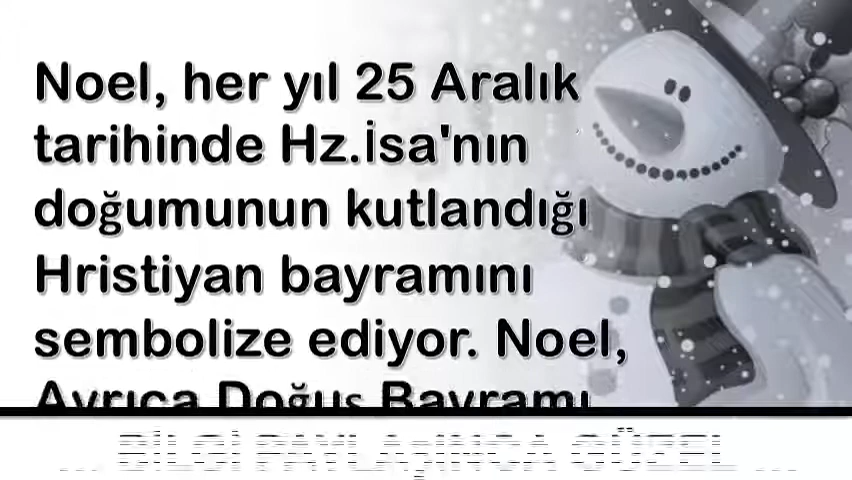 Noel, her yıl 25 Aralık
tarihinde Hz.İsa'nın
doğumunun kutlandığı
Hristiyan bayramını
sembolize ediyor. Noel,
Ayrıca Doğuş Bayramı
... BİLGİ PAYLAŞINCA GÜZEL ...